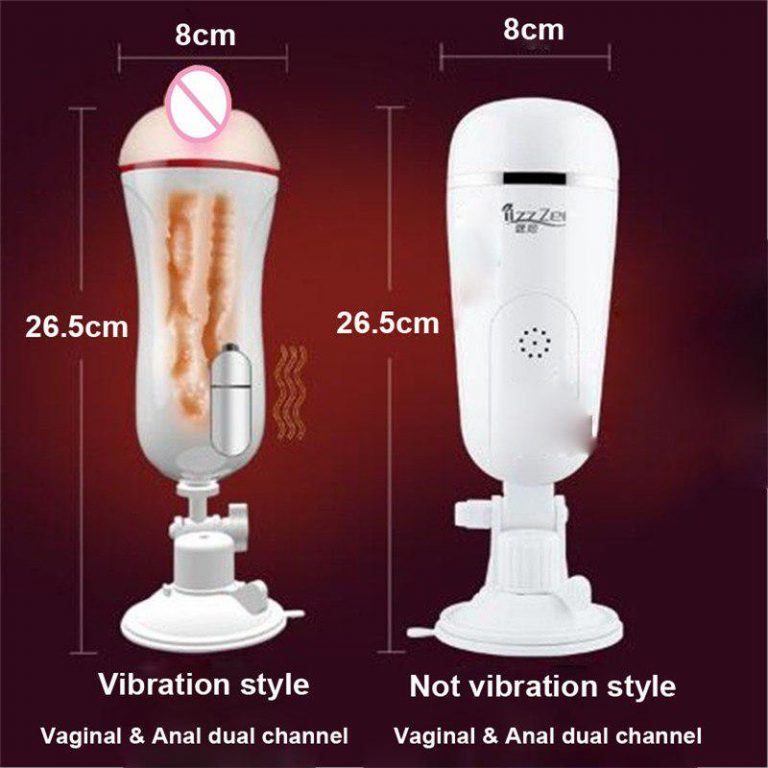 8cm
8cm
26.5cm
26.5cm
Vibration style
Not vibration style
Vaginal & Anal dual channel
Vaginal & Anal dual channel